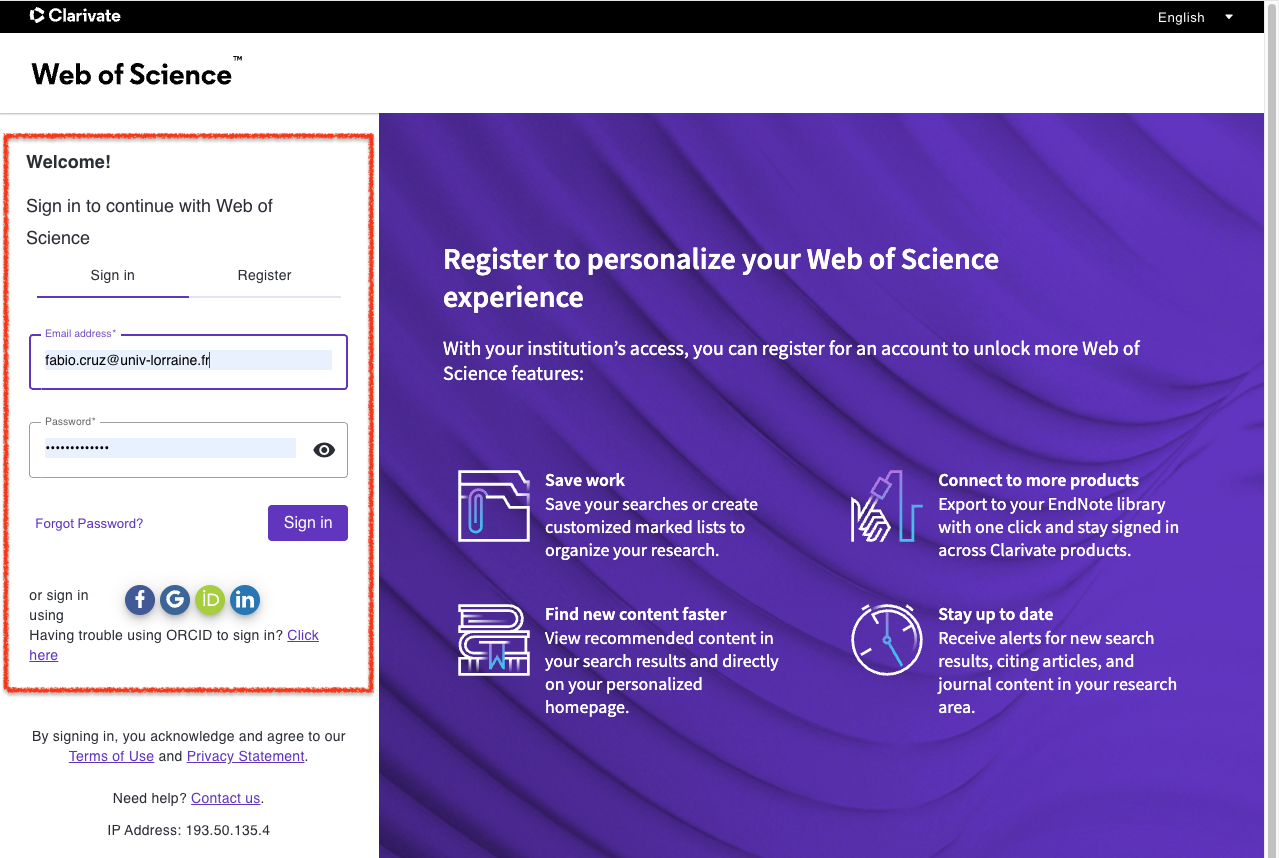 Clarivate
English
Web of Science™
Welcome!
Sign in to continue with Web of
Science
Sign in
Register
Email address*
fabio.cruz@univ-lorraine.fr
Password*
•••••••••••••
Forgot Password?
Sign in
or sign in
using
f G iD in
Having trouble using ORCID to sign in? Click
here
By signing in, you acknowledge and agree to our
Terms of Use and Privacy Statement.
Need help? Contact us.
IP Address: 193.50.135.4
Register to personalize your Web of Science
experience
With your institution’s access, you can register for an account to unlock more Web of
Science features:
Save work
Save your searches or create
customized marked lists to
organize your research.
Connect to more products
Export to your EndNote library
with one click and stay signed in
across Clarivate products.
Find new content faster
View recommended content in
your search results and directly
on your personalized
homepage.
Stay up to date
Receive alerts for new search
results, citing articles, and
journal content in your research
area.